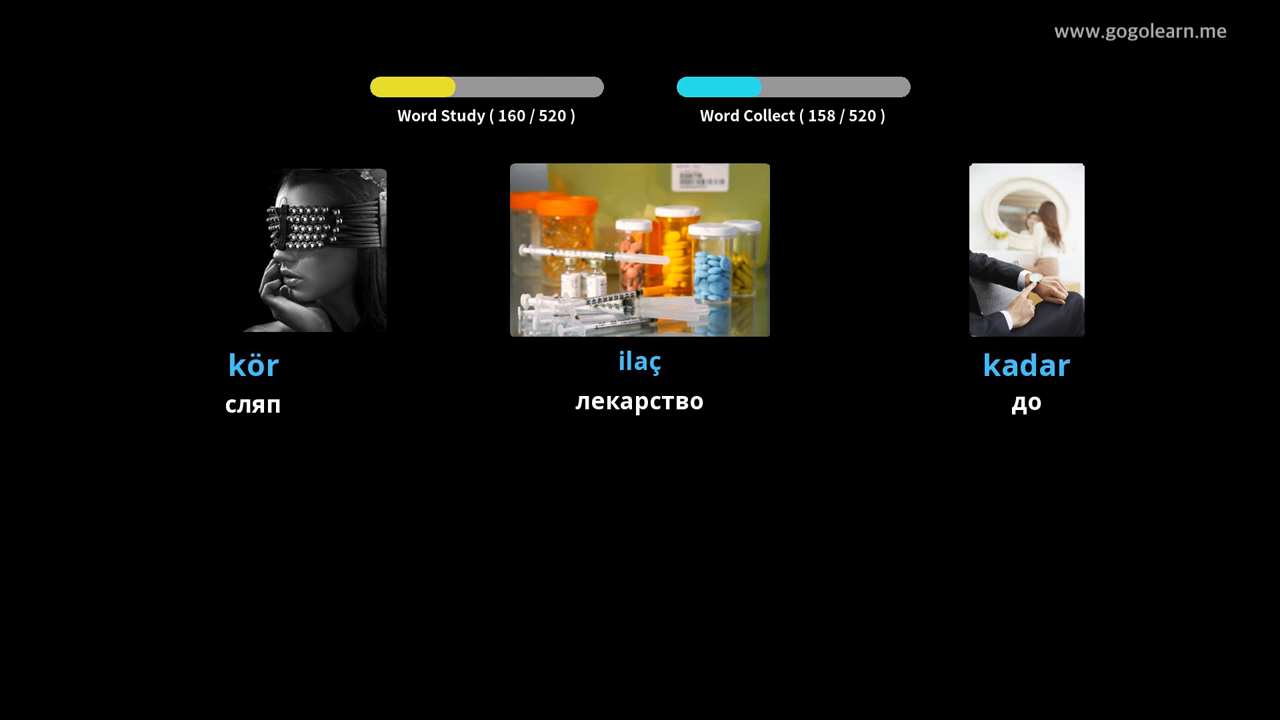 www.gogolearn.me
Word Study ( 160 / 520 )
Word Collect ( 158 / 520 )
kör
ilaç
kadar
сляп
лекарство
до